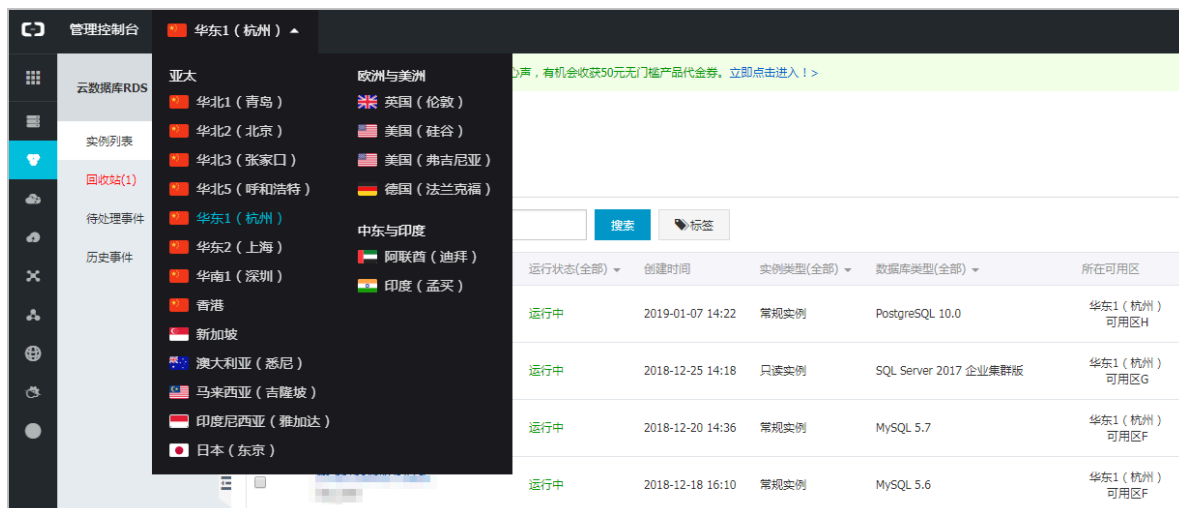 管理控制台
华东1 ( 杭州 )
云数据库RDS
实例列表
回收站(1)
待处理事件
历史事件
亚太
华北1 ( 青岛 )
华北2 ( 北京 )
华北3 ( 张家口 )
华北5 ( 呼和浩特 )
华东1 ( 杭州 )
华东2 ( 上海 )
华南1 ( 深圳 )
香港
新加坡
澳大利亚 ( 悉尼 )
马来西亚 ( 吉隆坡 )
印度尼西亚 ( 雅加达 )
日本 ( 东京 )
欧洲与美洲
英国 ( 伦敦 )
美国 ( 硅谷 )
美国 ( 弗吉尼亚 )
德国 ( 法兰克福 )
中东与印度
阿联酋 ( 迪拜 )
印度 ( 孟买 )
声，有机会收获50元无门槛产品代金券。立即点击进入！>
搜索
标签
运行状态(全部) 创建时间 实例类型(全部) 数据库类型(全部) 所在可用区
运行中 2019-01-07 14:22 常规实例 PostgreSQL 10.0 华东1 ( 杭州 )
可用区H
运行中 2018-12-25 14:18 只读实例 SQL Server 2017 企业集群版 华东1 ( 杭州 )
可用区G
运行中 2018-12-20 14:36 常规实例 MySQL 5.7 华东1 ( 杭州 )
可用区F
运行中 2018-12-18 16:10 常规实例 MySQL 5.6 华东1 ( 杭州 )
可用区F